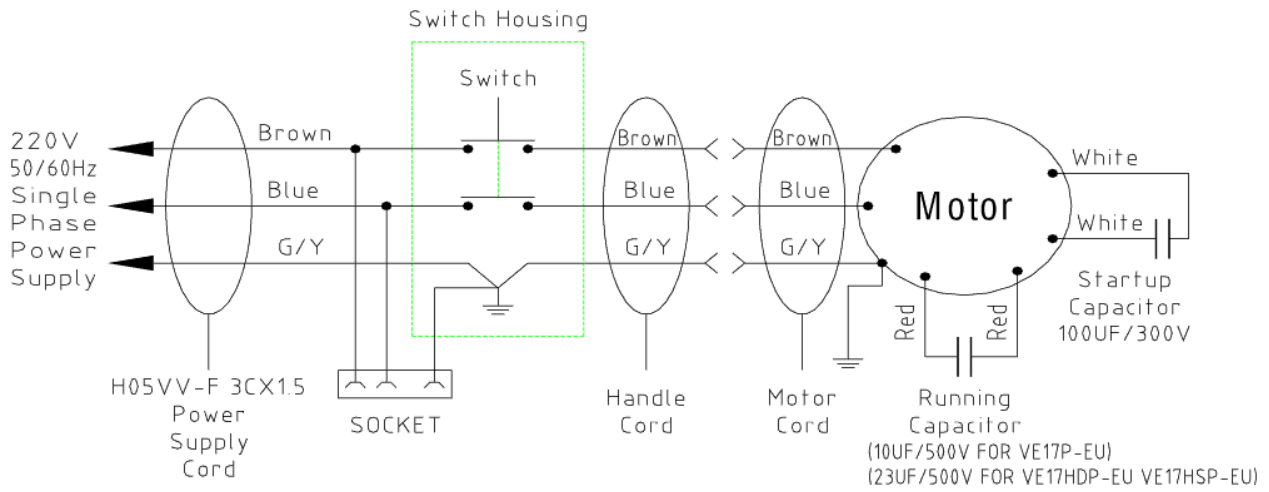 Switch Housing
Switch
220V
50/60Hz
Single
Phase
Power
Supply
Brown
Blue
G/Y
Brown
Blue
G/Y
Brown
Blue
G/Y
Motor
White
White
Startup
Capacitor
100UF/300V
Red
Red
H05VV-F 3CX1.5
Power
Supply
Cord
SOCKET
Handle
Cord
Motor
Cord
Running
Capacitor
(10UF/500V FOR VE17P-EU)
(23UF/500V FOR VE17HDP-EU VE17HSP-EU)